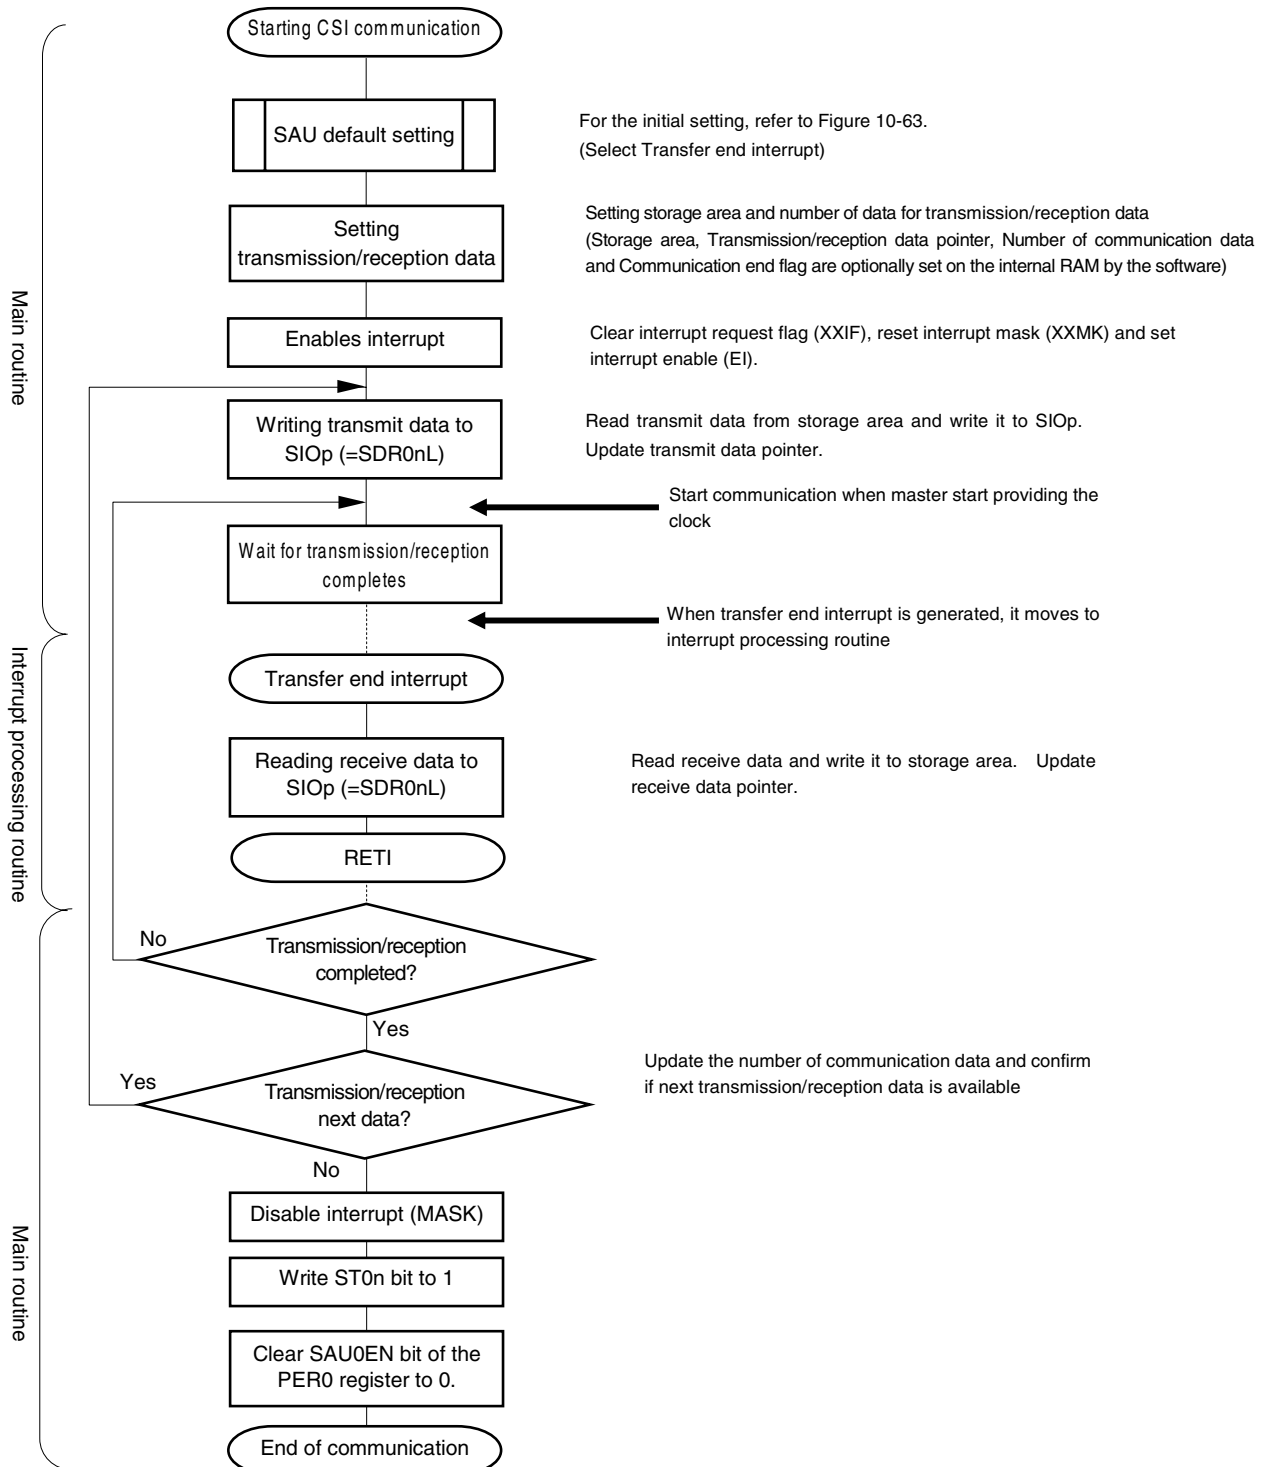 Starting CSI communication
SAU default setting
For the initial setting, refer to Figure 10-63.
(Select Transfer end interrupt)
Setting
transmission/reception data
Setting storage area and number of data for transmission/reception data
(Storage area, Transmission/reception data pointer, Number of communication data
and Communication end flag are optionally set on the internal RAM by the software)
Main routine
Enables interrupt
Clear interrupt request flag (XXIF), reset interrupt mask (XXMK) and set
interrupt enable (EI).
Writing transmit data to
SIOp (=SDR0nL)
Read transmit data from storage area and write it to SIOp.
Update transmit data pointer.
Start communication when master start providing the
clock
Wait for transmission/reception
completes
When transfer end interrupt is generated, it moves to
interrupt processing routine
Interrupt processing routine
Transfer end interrupt
Reading receive data to
SIOp (=SDR0nL)
Read receive data and write it to storage area. Update
receive data pointer.
RETI
No
Transmission/reception
completed?
Yes
Yes
Transmission/reception
next data?
Update the number of communication data and confirm
if next transmission/reception data is available
No
Main routine
Disable interrupt (MASK)
Write ST0n bit to 1
Clear SAU0EN bit of the
PER0 register to 0.
End of communication